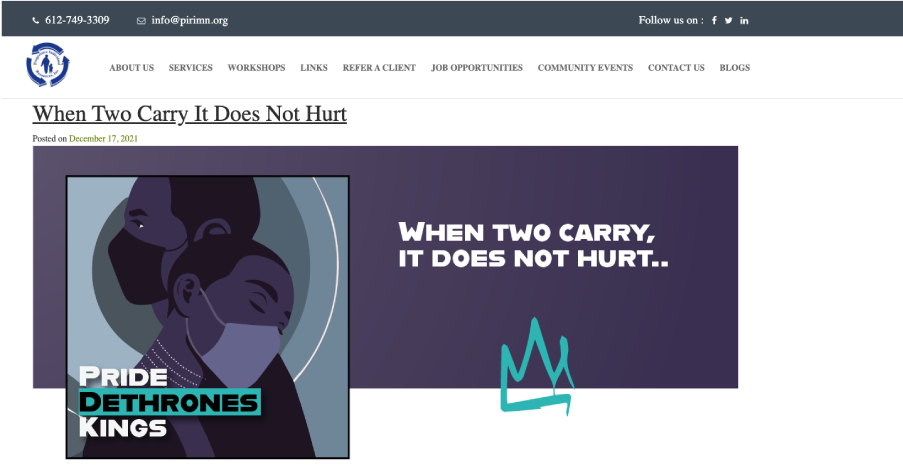 612-749-3309 info@pirimn.org Follow us on :
ABOUT US SERVICES WORKSHOPS LINKS REFER A CLIENT JOB OPPORTUNITIES COMMUNITY EVENTS CONTACT US BLOGS
When Two Carry It Does Not Hurt
Posted on December 17, 2021
WHEN TWO CARRY,
IT DOES NOT HURT..
PRIDE
DETHRONES
KINGS